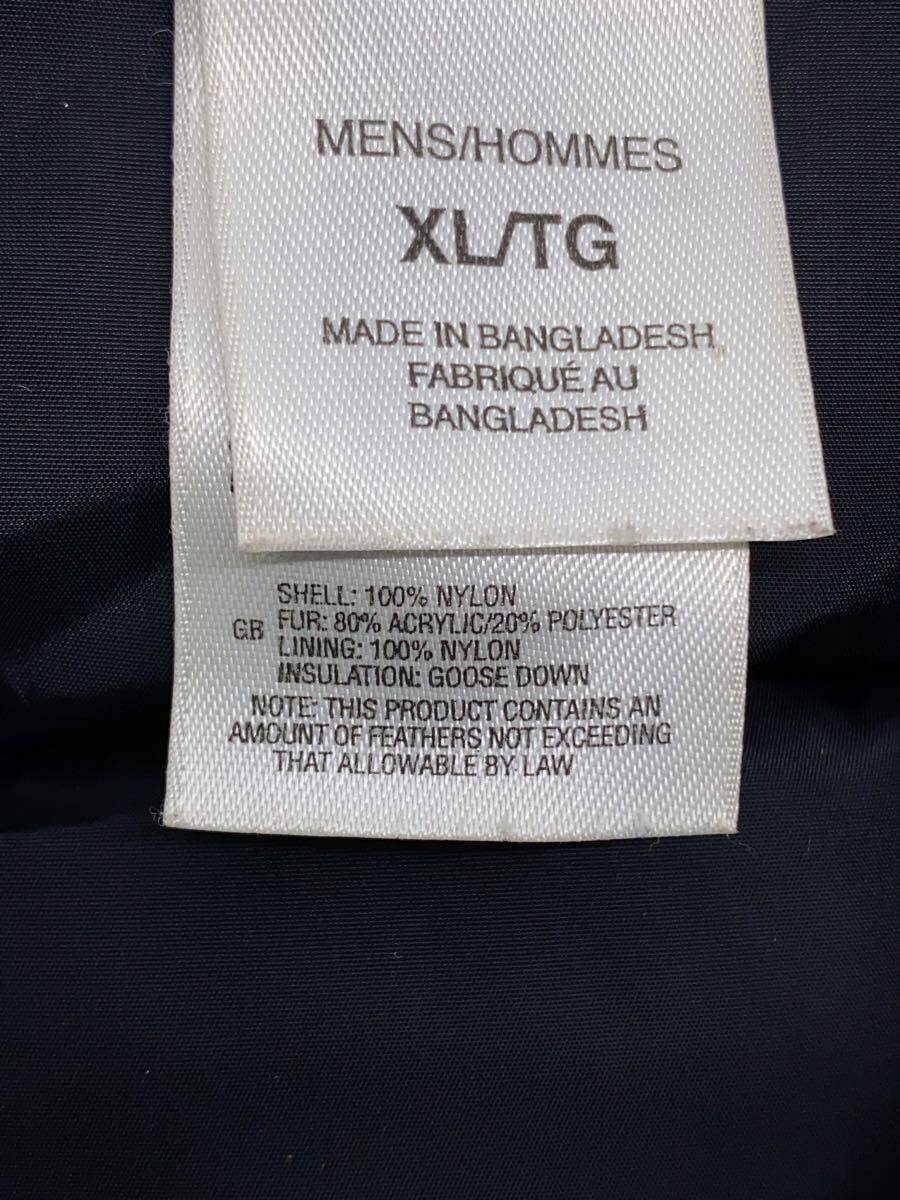 MENS/HOMMES
XL/TG
MADE IN BANGLADESH
FABRIQUÉ AU
BANGLADESH
SHELL: 100% NYLON
GB FUR: 80% ACRYLIC/20% POLYESTER
LINING: 100% NYLON
INSULATION: GOOSE DOWN
NOTE: THIS PRODUCT CONTAINS AN
AMOUNT OF FEATHERS NOT EXCEEDING
THAT ALLOWABLE BY LAW